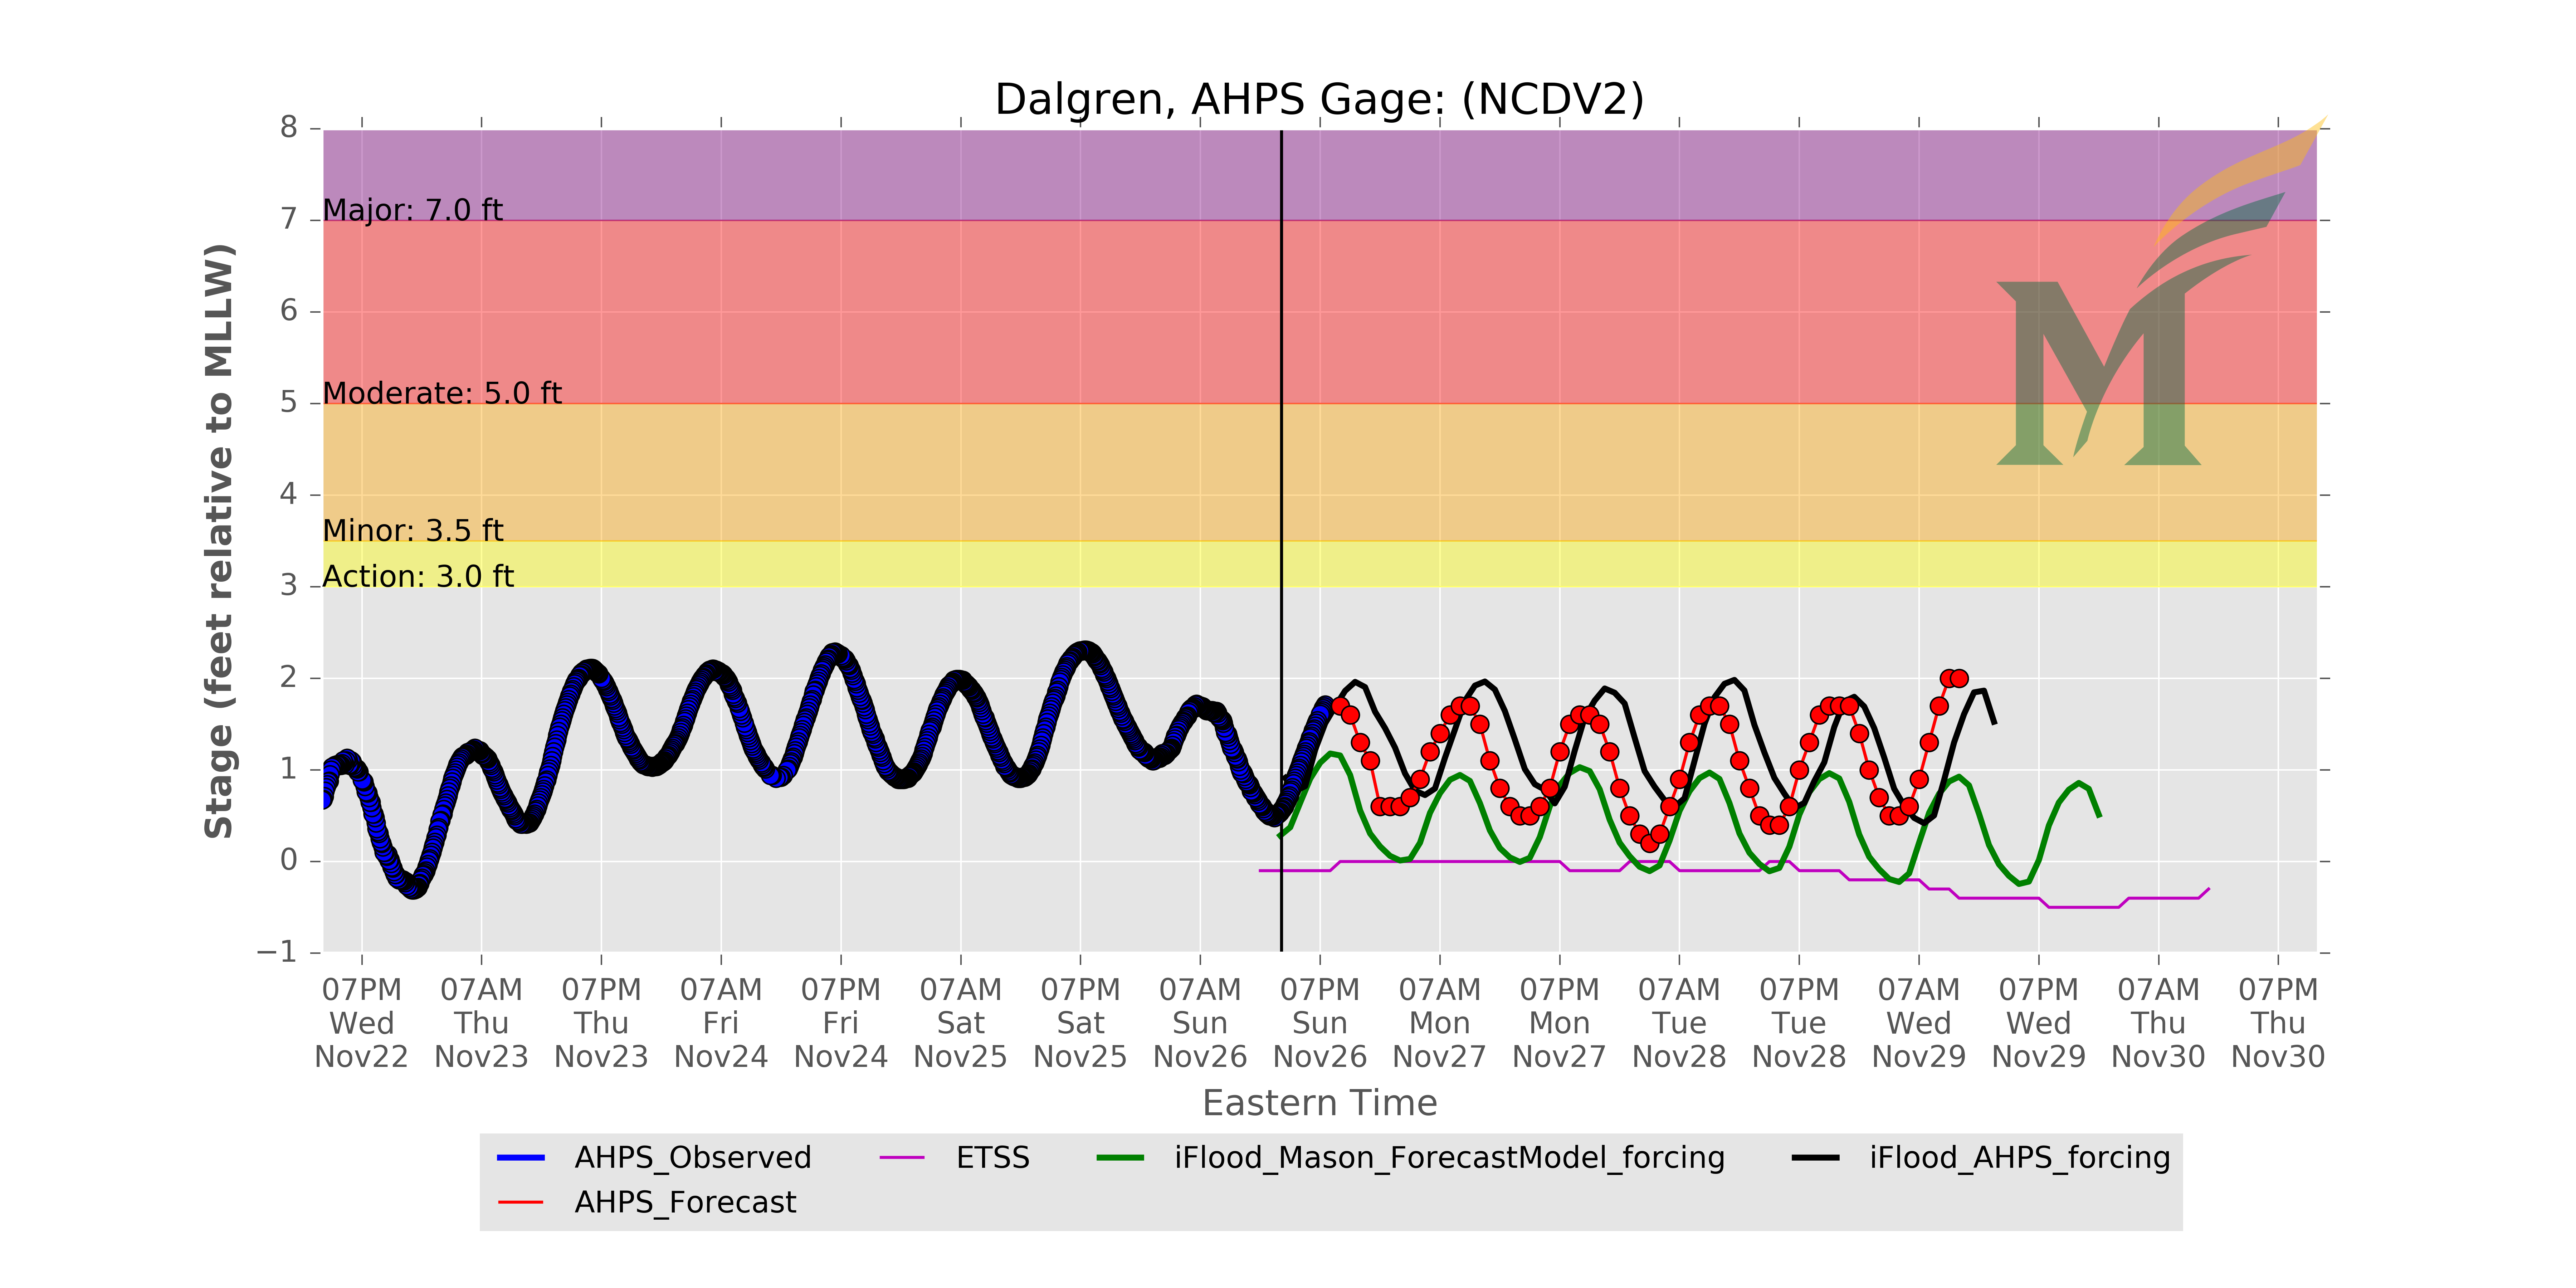 Dalgren, AHPS Gage: (NCDV2)
8
7
6
5
4
3
2
1
0
−1
Stage (feet relative to MLLW)
Major: 7.0 ft
Moderate: 5.0 ft
Minor: 3.5 ft
Action: 3.0 ft
M
07PM 07AM 07PM 07AM 07PM 07AM 07PM 07AM 07PM 07AM 07PM 07AM 07PM 07AM 07PM 07AM 07PM
Wed Thu Thu Fri Fri Sat Sat Sun Sun Mon Mon Tue Tue Wed Wed Thu Thu
Nov22 Nov23 Nov23 Nov24 Nov24 Nov25 Nov25 Nov26 Nov26 Nov27 Nov27 Nov28 Nov28 Nov29 Nov29 Nov30 Nov30
Eastern Time
AHPS_Observed ETSS iFlood_Mason_ForecastModel_forcing iFlood_AHPS_forcing
AHPS_Forecast